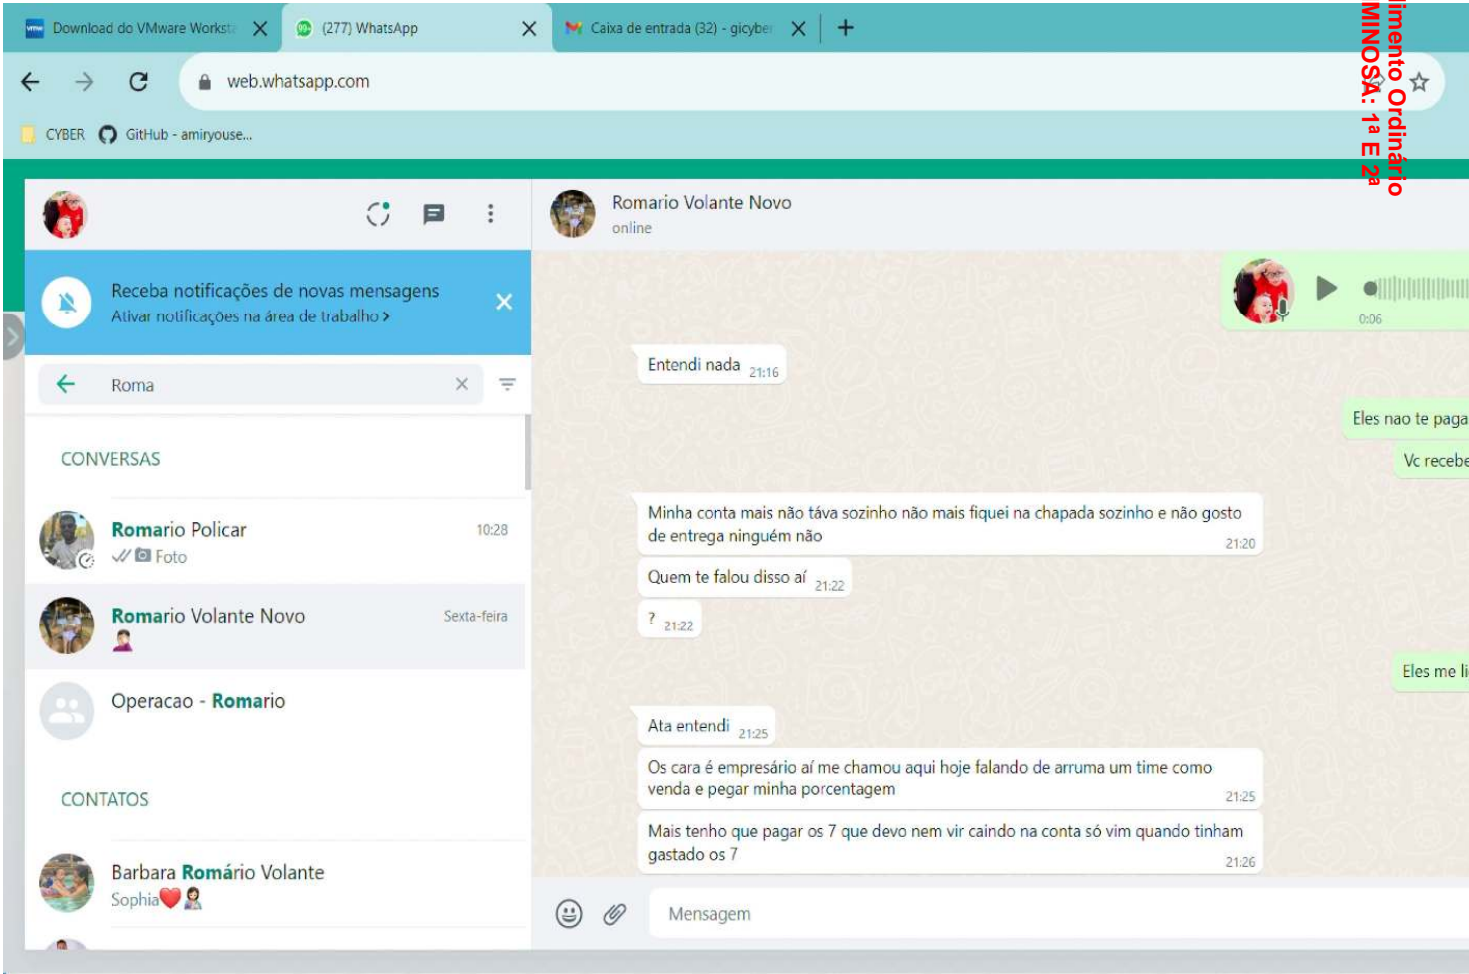 Download do VMware Worksta
(277) WhatsApp
Caixa de entrada (32) - gicyber
web.whatsapp.com
CYBER
GitHub - amiryouse...
limento Ordinário
MINOSA: 1ª E 2ª
Receba notificações de novas mensagens
Ativar notificações na área de trabalho >
Roma
CONVERSAS
Romario Policar
10:28
Foto
Romario Volante Novo
Sexta-feira
Operacao - Romario
CONTATOS
Barbara Romário Volante
Sophia❤️🤱🏻
Romario Volante Novo
online
0:06
Entendi nada 21:16
Eles nao te paga
Vc recebe
Minha conta mais não táva sozinho não mais fiquei na chapada sozinho e não gosto
de entrega ninguém não
21:20
Quem te falou disso aí 21:22
? 21:22
Eles me li
Ata entendi 21:25
Os cara é empresário aí me chamou aqui hoje falando de arruma um time como
venda e pegar minha porcentagem
21:25
Mais tenho que pagar os 7 que devo nem vir caindo na conta só vim quando tinham
gastado os 7
21:26
Mensagem